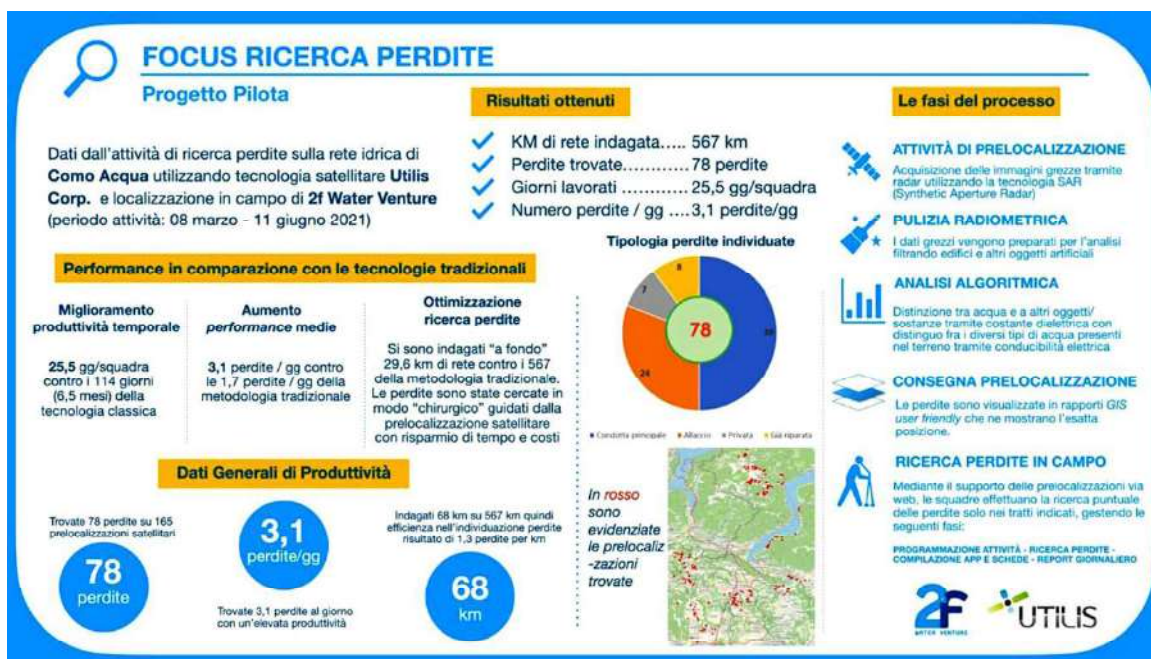 FOCUS RICERCA PERDITE
Progetto Pilota
Dati dall'attività di ricerca perdite sulla rete idrica di
Como Acqua utilizzando tecnologia satellitare Utilis
Corp. e localizzazione in campo di 2f Water Venture
(periodo attività: 08 marzo - 11 giugno 2021)
Risultati ottenuti
KM di rete indagata..... 567 km
Perdite trovate............ 78 perdite
Giorni lavorati ............ 25,5 gg/squadra
Numero perdite / gg .... 3,1 perdite/gg
Performance in comparazione con le tecnologie tradizionali
Miglioramento
produttività temporale
25,5 gg/squadra
contro i 114 giorni
(6,5 mesi) della
tecnologia classica
Aumento
performance medie
3,1 perdite / gg contro
le 1,7 perdite / gg della
metodologia tradizionale
Ottimizzazione
ricerca perdite
Si sono indagati "a fondo"
29,6 km di rete contro i 567
della metodologia tradizionale.
Le perdite sono state cercate in
modo "chirurgico" guidati dalla
prelocalizzazione satellitare
con risparmio di tempo e costi
Dati Generali di Produttività
Trovate 78 perdite su 165
prelocalizzazioni satellitari
78
perdite
3,1
perdite/gg
Trovate 3,1 perdite al giorno
con un'elevata produttività
Indagati 68 km su 567 km quindi
efficienza nell'individuazione perdite
risultato di 1,3 perdite per km
68
km
Tipologia perdite individuate
8
7
24
39
78
Condotta principale
Allaccio
Privata
Già riparata
In rosso
sono
evidenziate
le prelocaliz
-zazioni
trovate
Le fasi del processo
ATTIVITÀ DI PRELOCALIZZAZIONE
Acquisizione delle immagini grezze tramite
radar utilizzando la tecnologia SAR
(Synthetic Aperture Radar)
PULIZIA RADIOMETRICA
I dati grezzi vengono preparati per l'analisi
filtrando edifici e altri oggetti artificiali
ANALISI ALGORITMICA
Distinzione tra acqua e a altri oggetti/
sostanze tramite costante dielettrica con
distinguo fra i diversi tipi di acqua presenti
nel terreno tramite conducibilità elettrica
CONSEGNA PRELOCALIZZAZIONE
Le perdite sono visualizzate in rapporti GIS
user friendly che ne mostrano l'esatta
posizione.
RICERCA PERDITE IN CAMPO
Mediante il supporto delle prelocalizzazioni via
web, le squadre effettuano la ricerca puntuale
delle perdite solo nei tratti indicati, gestendo le
seguenti fasi:
PROGRAMMAZIONE ATTIVITÀ - RICERCA PERDITE -
COMPILAZIONE APP E SCHEDE - REPORT GIORNALIERO
2F
WATER VENTURE
UTILIS